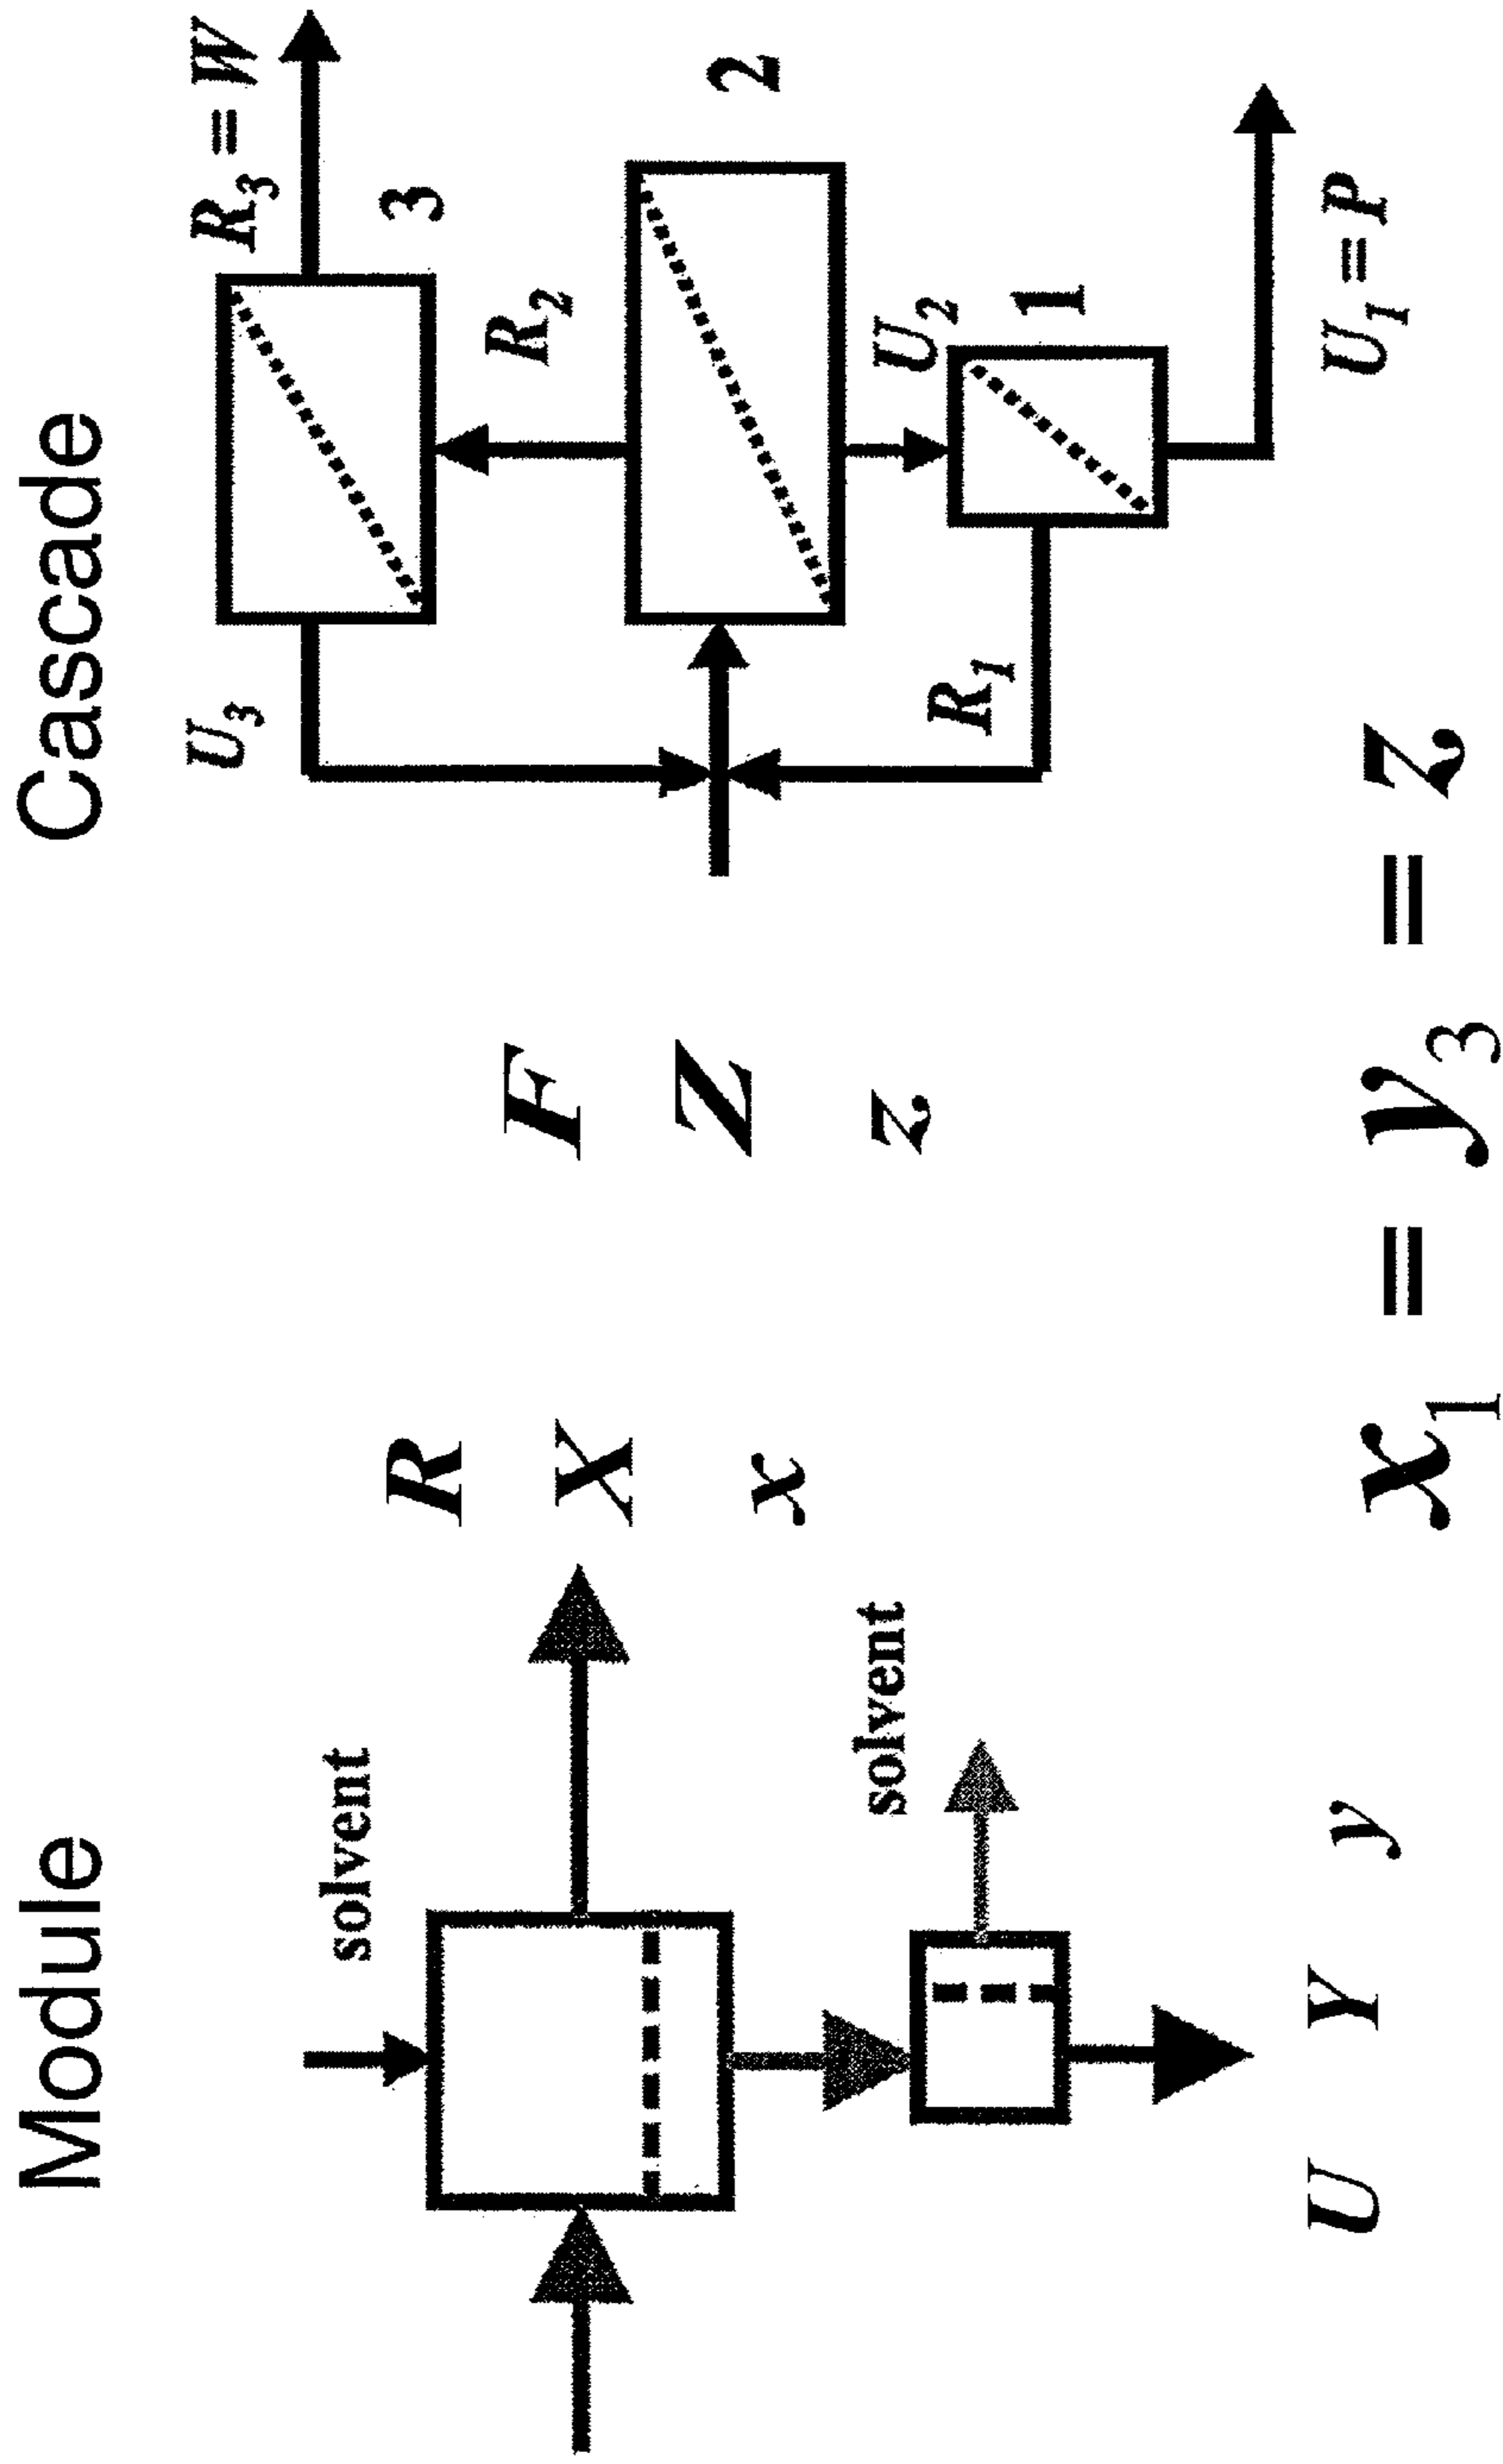 Module
solvent
R
X
x
solvent
U Y y
Cascade
F
Z
z
U₃
R₃ = W
3
R₂
2
U₂
R₁
1
U₁ = P
x₁ = y₃ = z